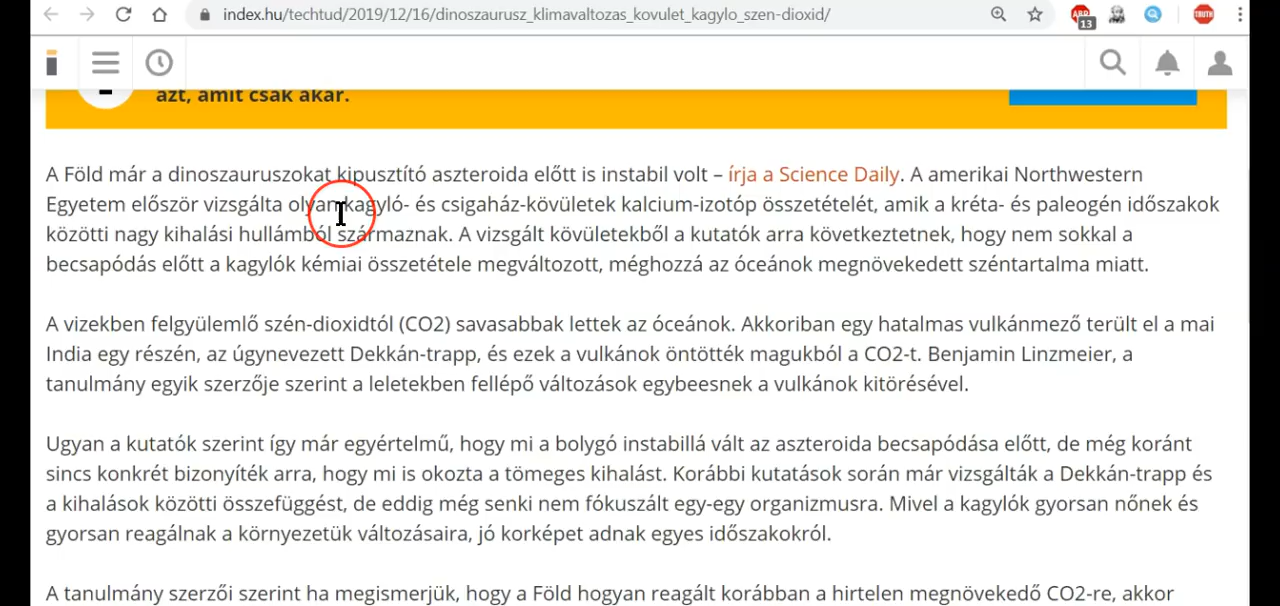 index.hu/techtud/2019/12/16/dinoszaurusz_klimavaltozas_kovulet_kagylo_szen-dioxid/
ABP
13
TRUTH
azt, amit csak akar.
A Föld már a dinoszauruszokat kipusztító aszteroida előtt is instabil volt – írja a Science Daily. A amerikai Northwestern
Egyetem először vizsgálta olyan kagyló- és csigaház-kövületek kalcium-izotóp összetételét, amik a kréta- és paleogén időszakok
közötti nagy kihalási hullámból származnak. A vizsgált kövületekből a kutatók arra következtetnek, hogy nem sokkal a
becsapódás előtt a kagylók kémiai összetétele megváltozott, méghozzá az óceánok megnövekedett széntartalma miatt.
A vizekben felgyülemlő szén-dioxidtól (CO2) savasabbak lettek az óceánok. Akkoriban egy hatalmas vulkánmező terült el a mai
India egy részén, az úgynevezett Dekkán-trapp, és ezek a vulkánok öntötték magukból a CO2-t. Benjamin Linzmeier, a
tanulmány egyik szerzője szerint a leletekben fellépő változások egybeesnek a vulkánok kitörésével.
Ugyan a kutatók szerint így már egyértelmű, hogy mi a bolygó instabillá vált az aszteroida becsapódása előtt, de még koránt
sincs konkrét bizonyíték arra, hogy mi is okozta a tömeges kihalást. Korábbi kutatások során már vizsgálták a Dekkán-trapp és
a kihalások közötti összefüggést, de eddig még senki nem fókuszált egy-egy organizmusra. Mivel a kagylók gyorsan nőnek és
gyorsan reagálnak a környezetük változásaira, jó korképet adnak egyes időszakokról.
A tanulmány szerzői szerint ha megismerjük, hogy a Föld hogyan reagált korábban a hirtelen megnövekedő CO2-re, akkor